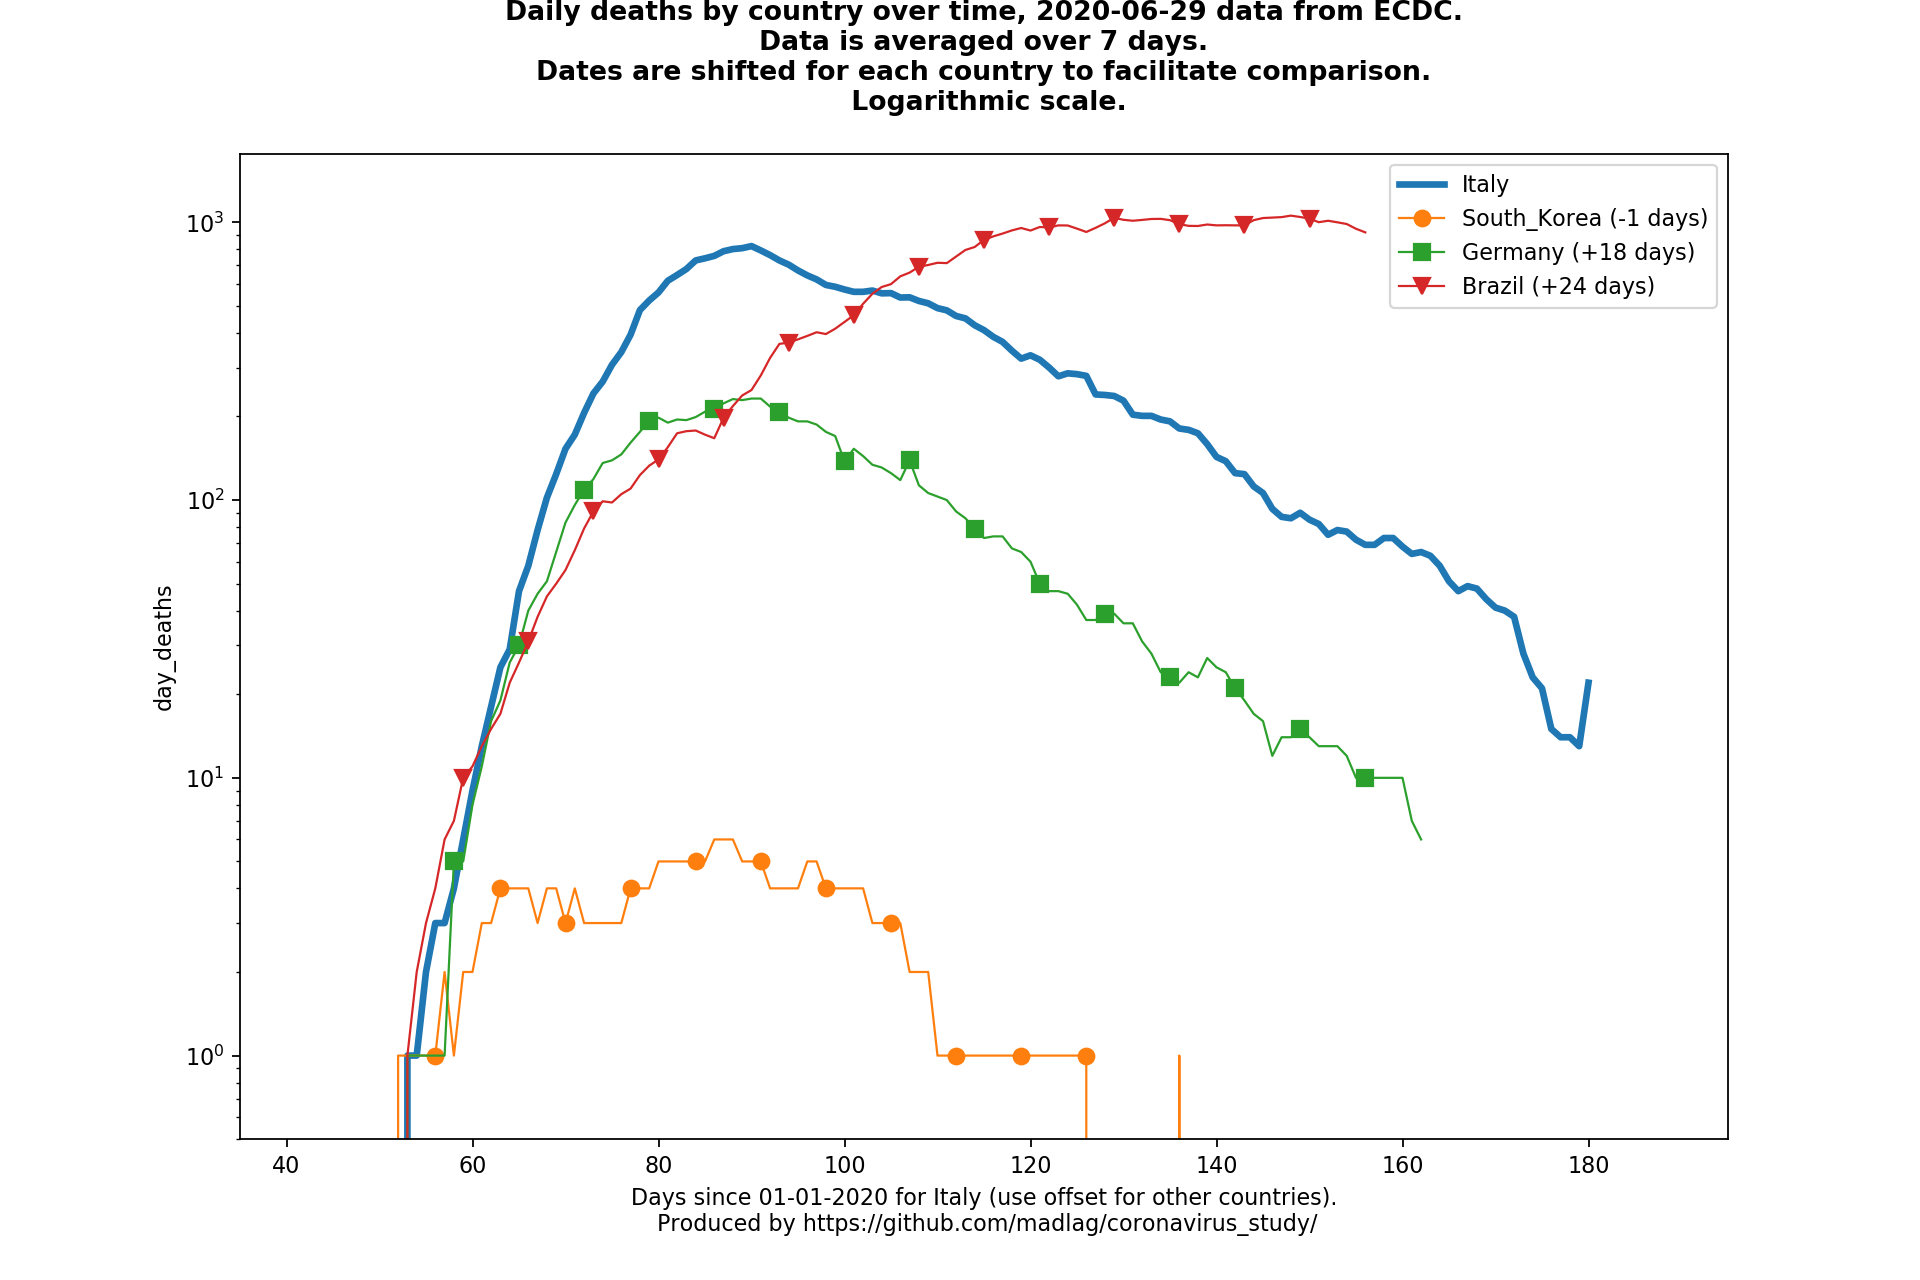 Daily deaths by country over time, 2020-06-29 data from ECDC.
Data is averaged over 7 days.
Dates are shifted for each country to facilitate comparison.
Logarithmic scale.
Italy
South_Korea (-1 days)
Germany (+18 days)
Brazil (+24 days)
day_deaths
10³
10²
10¹
10⁰
40 60 80 100 120 140 160 180
Days since 01-01-2020 for Italy (use offset for other countries).
Produced by https://github.com/madlag/coronavirus_study/